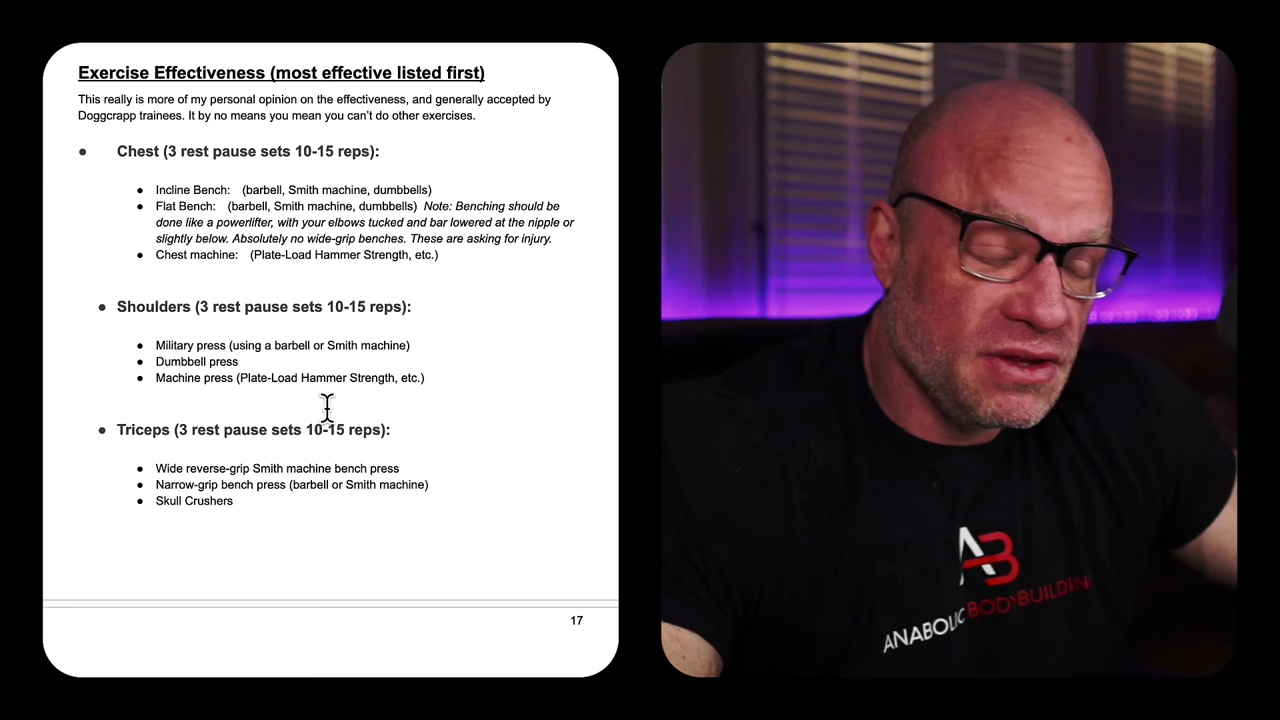 Exercise Effectiveness (most effective listed first)
This really is more of my personal opinion on the effectiveness, and generally accepted by
Doggcrapp trainees. It by no means you mean you can't do other exercises.
● Chest (3 rest pause sets 10-15 reps):
● Incline Bench: (barbell, Smith machine, dumbbells)
● Flat Bench: (barbell, Smith machine, dumbbells) Note: Benching should be
done like a powerlifter, with your elbows tucked and bar lowered at the nipple or
slightly below. Absolutely no wide-grip benches. These are asking for injury.
● Chest machine: (Plate-Load Hammer Strength, etc.)
● Shoulders (3 rest pause sets 10-15 reps):
● Military press (using a barbell or Smith machine)
● Dumbbell press
● Machine press (Plate-Load Hammer Strength, etc.)
● Triceps (3 rest pause sets 10-15 reps):
● Wide reverse-grip Smith machine bench press
● Narrow-grip bench press (barbell or Smith machine)
● Skull Crushers
17
AB
ANABOLIC BODYBUILDING